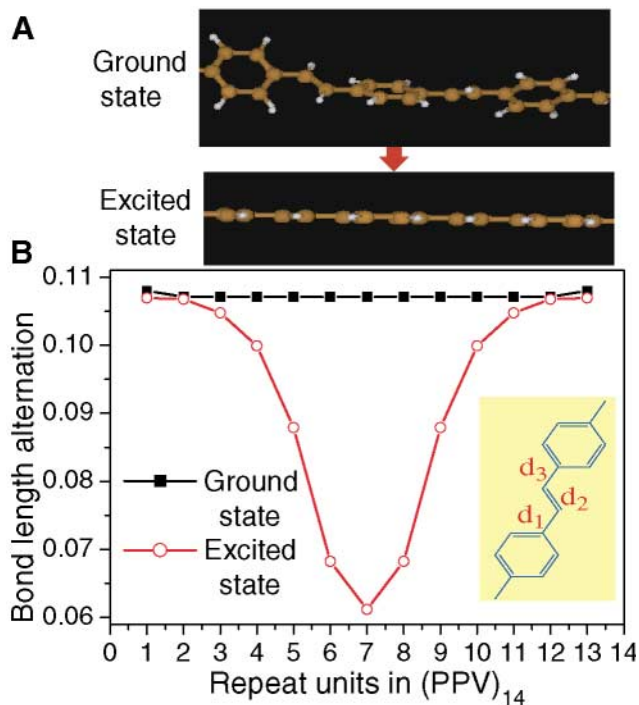 A
Ground
state
Excited
state
B
0.11
0.10
0.09
0.08
0.07
0.06
Bond length alternation
Ground
state
Excited
state
d3
d2
d1
1 2 3 4 5 6 7 8 9 10 11 12 13 14
Repeat units in (PPV)14